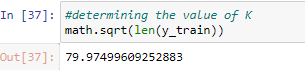 In [37]: #determining the value of K
math.sqrt(len(y_train))
Out[37]: 79.97499609252883